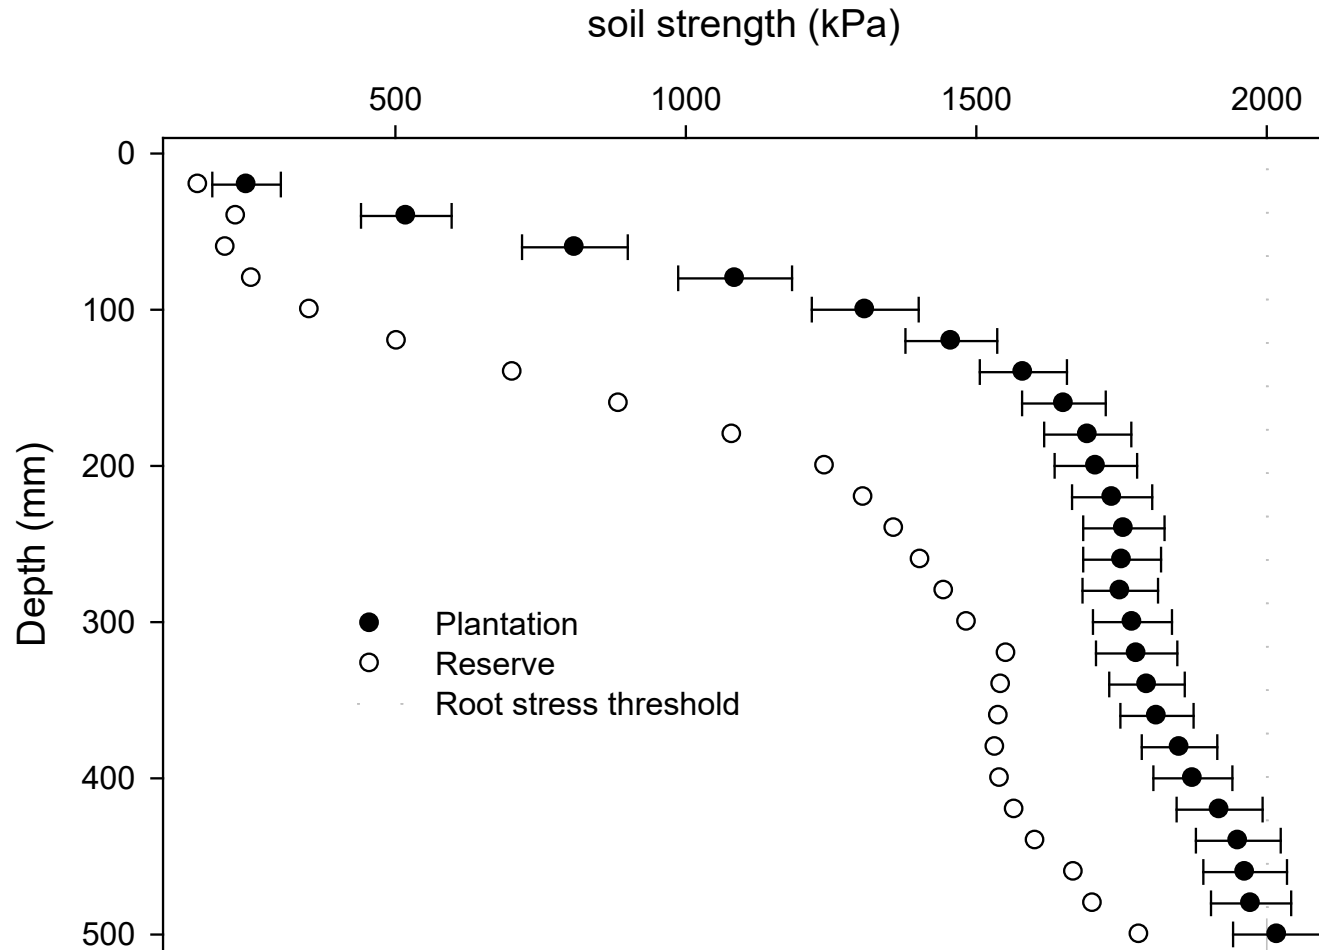 soil strength (kPa)
500 1000 1500 2000
0
100
200
300
400
500
Depth (mm)
Plantation
Reserve
Root stress threshold